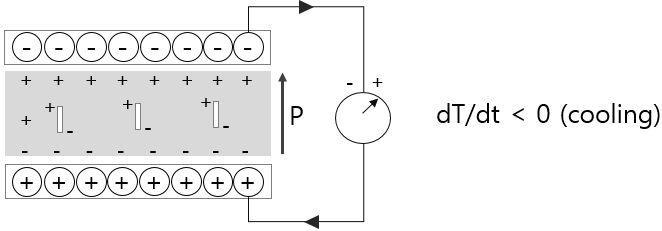 - - - - - - - -
- +
+ + + + + + + +
+ + +
P
dT/dt < 0 (cooling)
+ - - -
- - - - - - - -
+ + + + + + + +